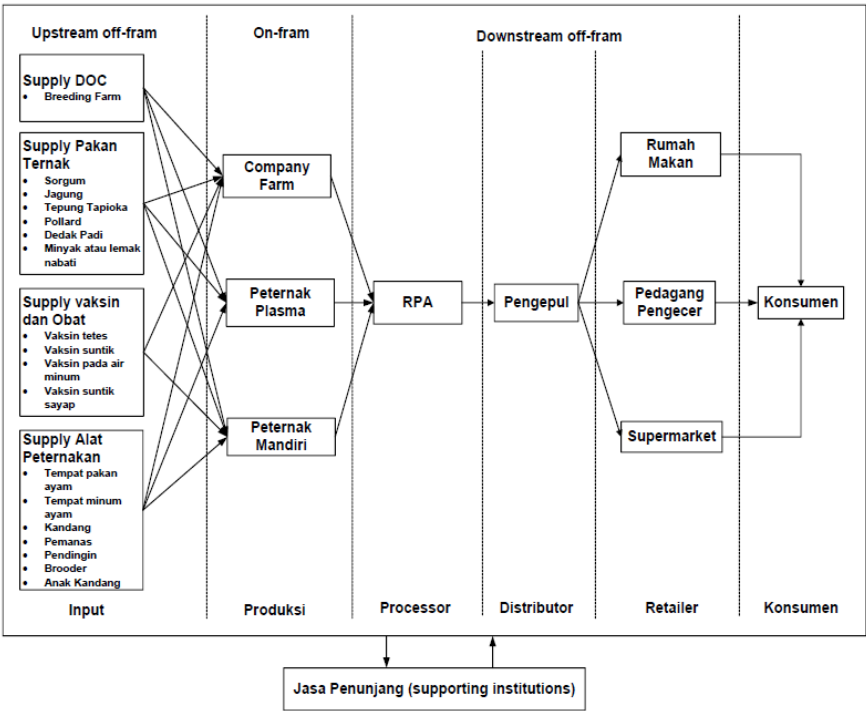 Upstream off-fram
On-fram
Downstream off-fram
Supply DOC
• Breeding Farm
Supply Pakan
Ternak
• Sorgum
• Jagung
• Tepung Tapioka
• Pollard
• Dedak Padi
• Minyak atau lemak
nabati
Supply vaksin
dan Obat
• Vaksin tetes
• Vaksin suntik
• Vaksin pada air
minum
• Vaksin suntik
sayap
Supply Alat
Peternakan
• Tempat pakan
ayam
• Tempat minum
ayam
• Kandang
• Pemanas
• Pendingin
• Brooder
• Anak Kandang
Company
Farm
Peternak
Plasma
Peternak
Mandiri
RPA
Pengepul
Rumah
Makan
Pedagang
Pengecer
Supermarket
Konsumen
Input
Produksi
Processor
Distributor
Retailer
Konsumen
Jasa Penunjang (supporting institutions)